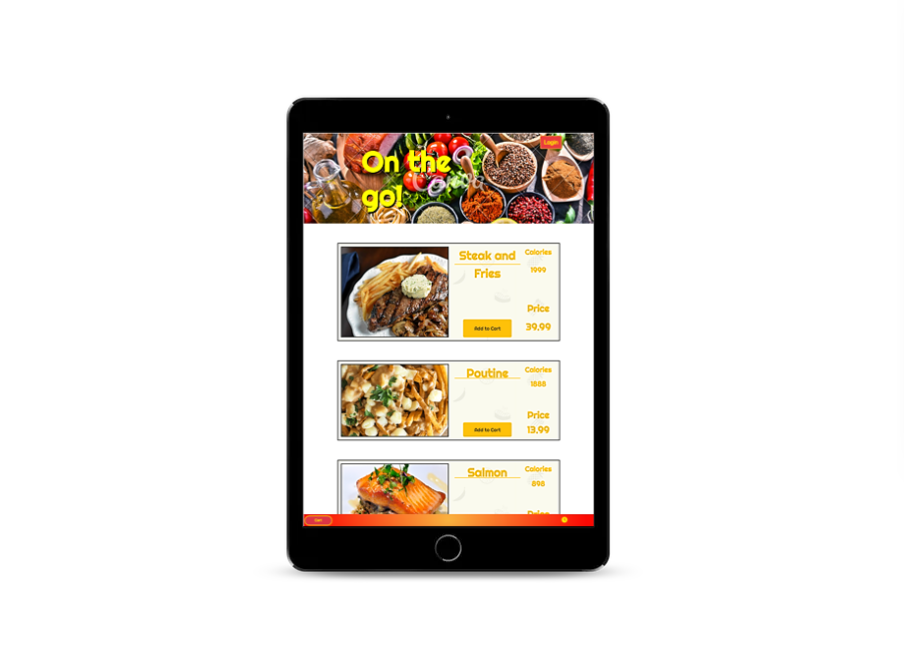 Login
On the
go!
Steak and
Fries
Calories
1999
Price
39.99
Add to Cart
Poutine
Calories
1888
Price
13.99
Add to Cart
Salmon
Calories
898
Price